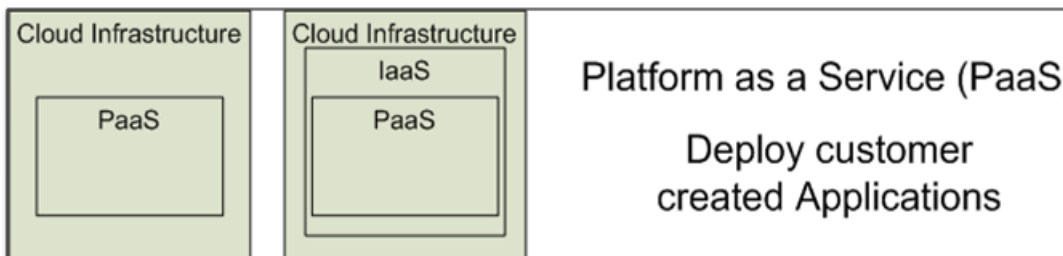 Cloud Infrastructure
PaaS
Cloud Infrastructure
IaaS
PaaS
Platform as a Service (PaaS
Deploy customer
created Applications